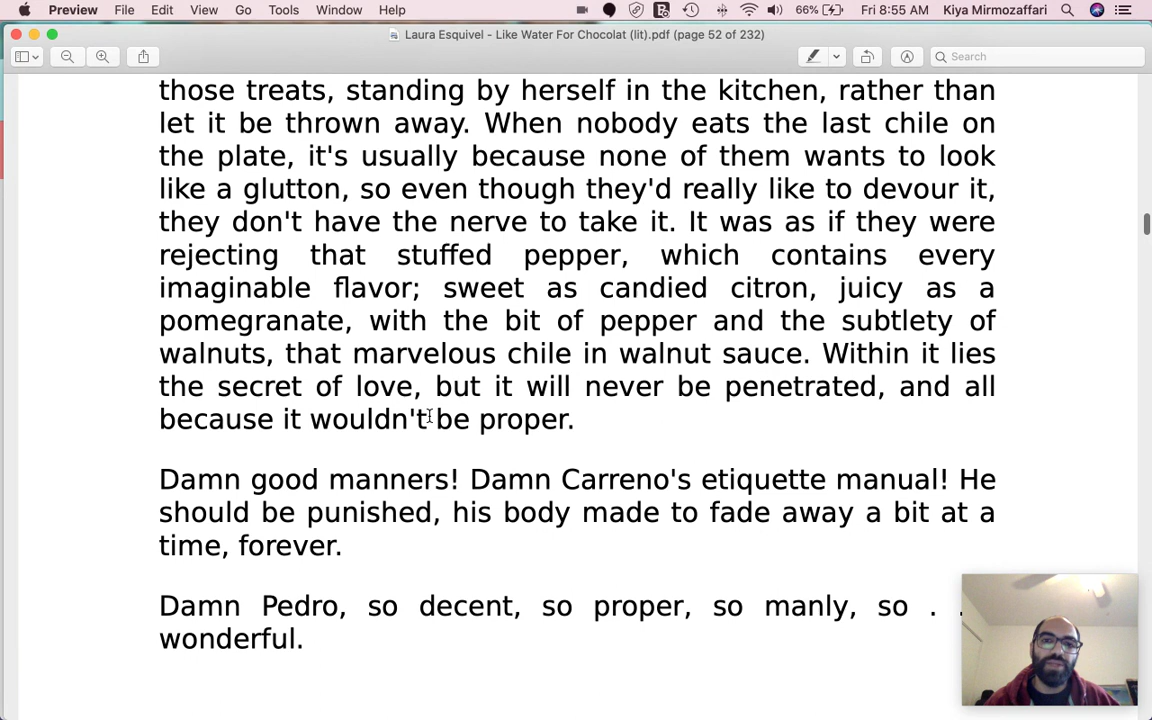 Preview File Edit View Go Tools Window Help 66% Fri 8:55 AM Kiya Mirmozaffari
Laura Esquivel - Like Water For Chocolat (lit).pdf (page 52 of 232)
Search
those treats, standing by herself in the kitchen, rather than
let it be thrown away. When nobody eats the last chile on
the plate, it's usually because none of them wants to look
like a glutton, so even though they'd really like to devour it,
they don't have the nerve to take it. It was as if they were
rejecting that stuffed pepper, which contains every
imaginable flavor; sweet as candied citron, juicy as a
pomegranate, with the bit of pepper and the subtlety of
walnuts, that marvelous chile in walnut sauce. Within it lies
the secret of love, but it will never be penetrated, and all
because it wouldn't be proper.
Damn good manners! Damn Carreno's etiquette manual! He
should be punished, his body made to fade away a bit at a
time, forever.
Damn Pedro, so decent, so proper, so manly, so . .
wonderful.